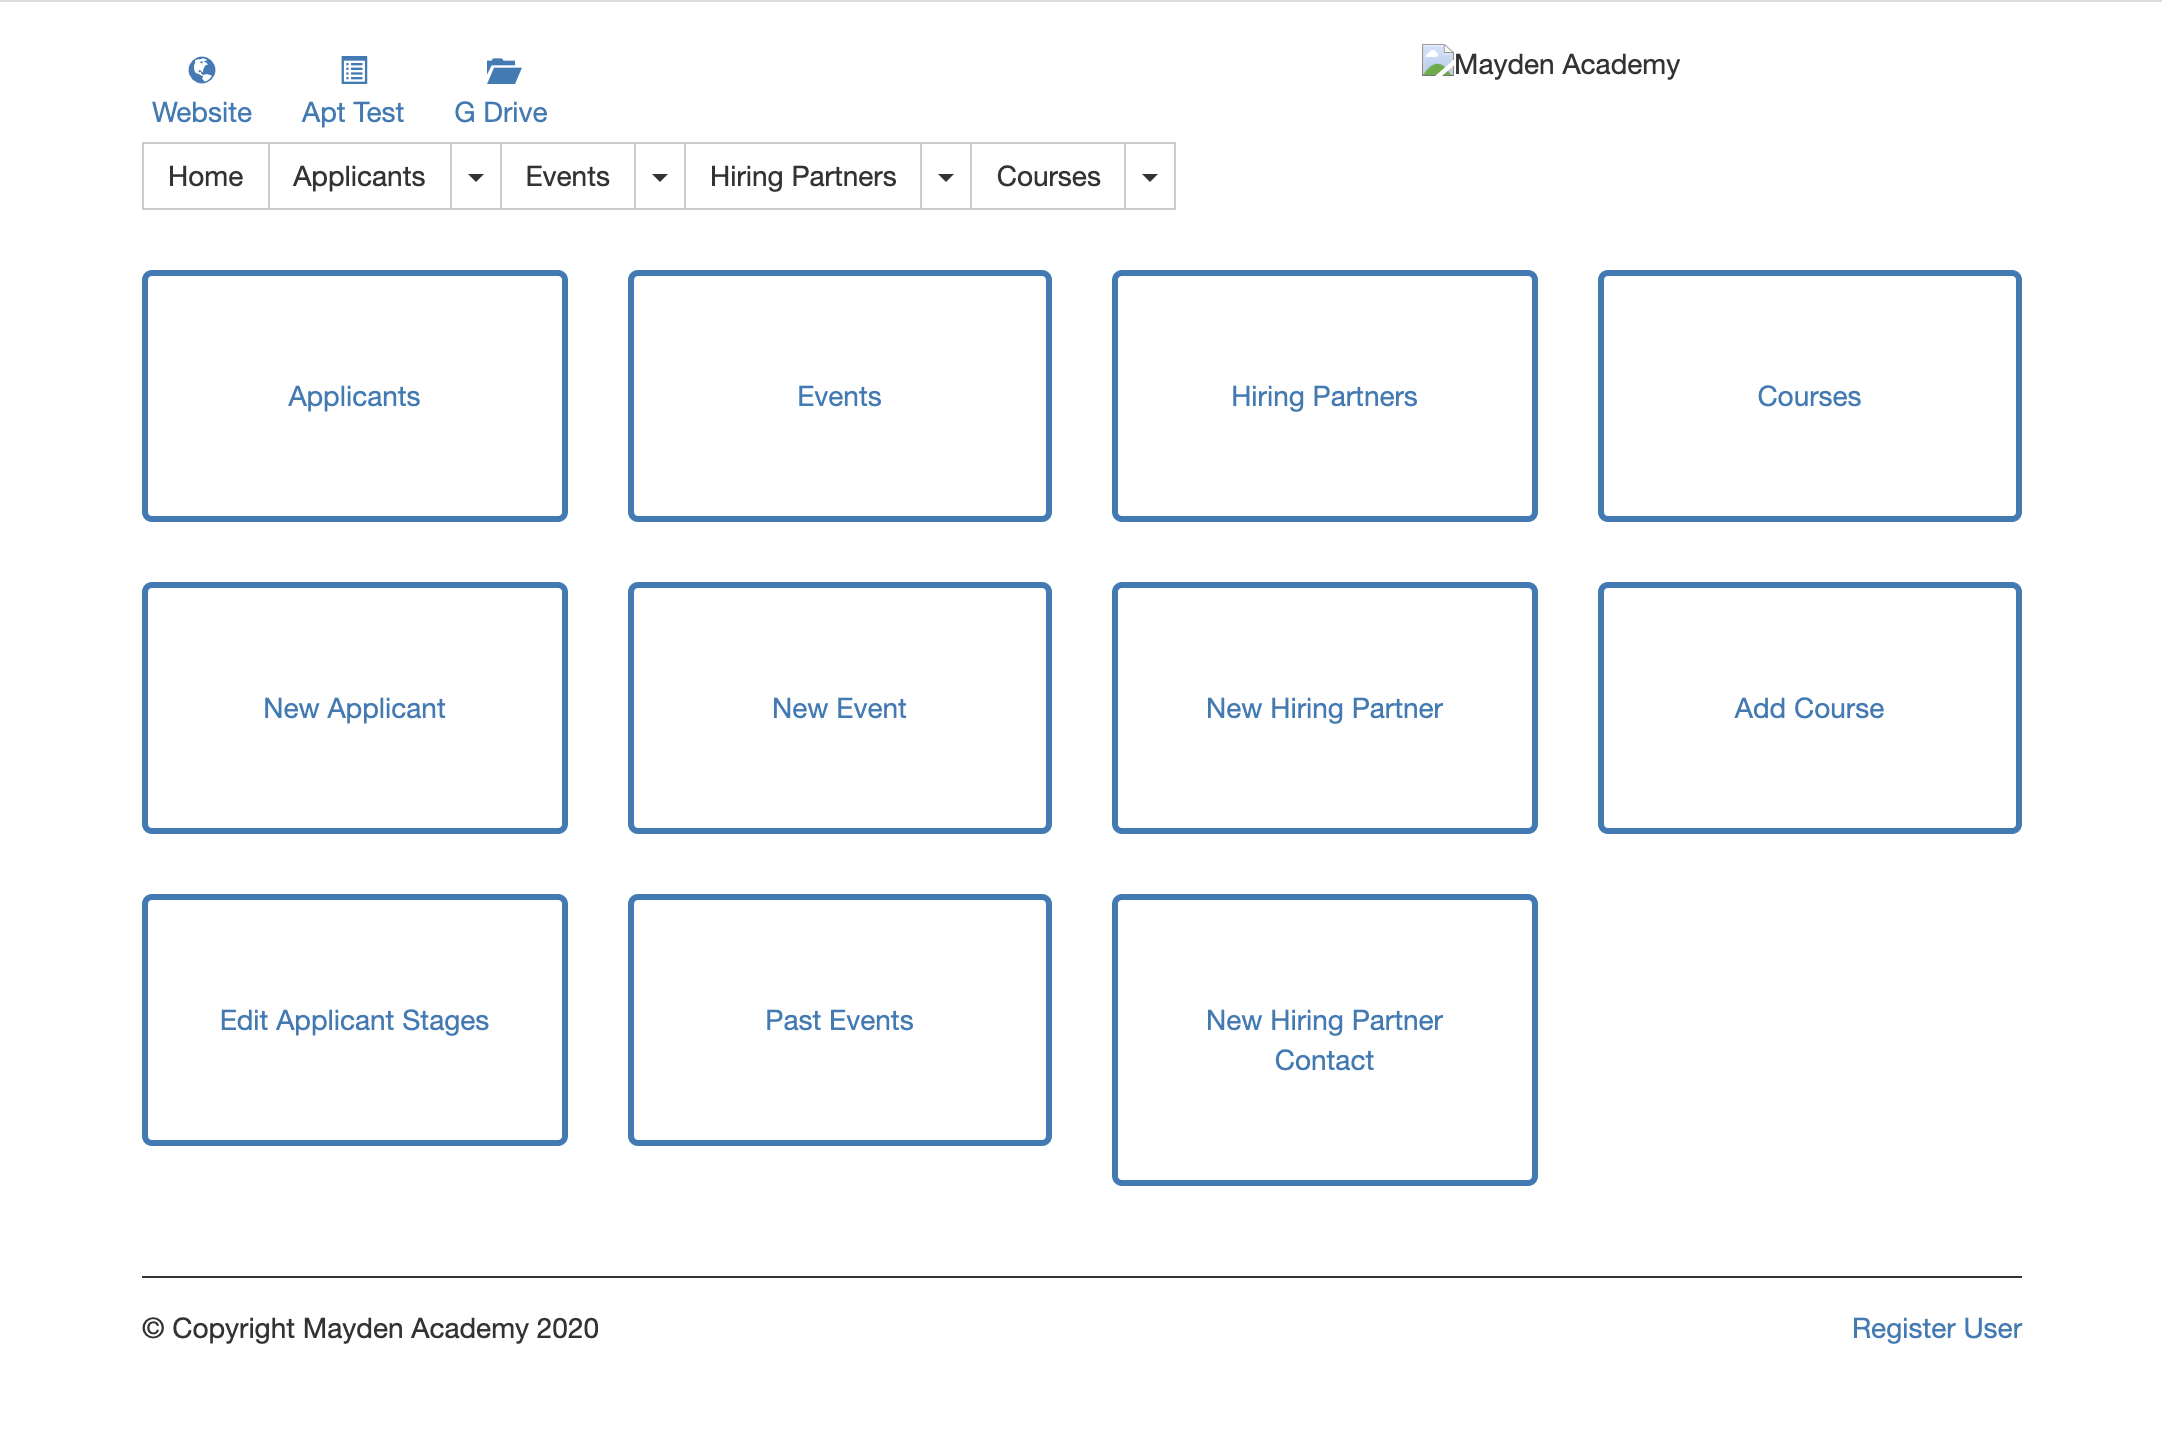 Website Apt Test G Drive
Mayden Academy
Home Applicants Events Hiring Partners Courses
Applicants Events Hiring Partners Courses
New Applicant New Event New Hiring Partner Add Course
Edit Applicant Stages Past Events New Hiring Partner
Contact
© Copyright Mayden Academy 2020 Register User